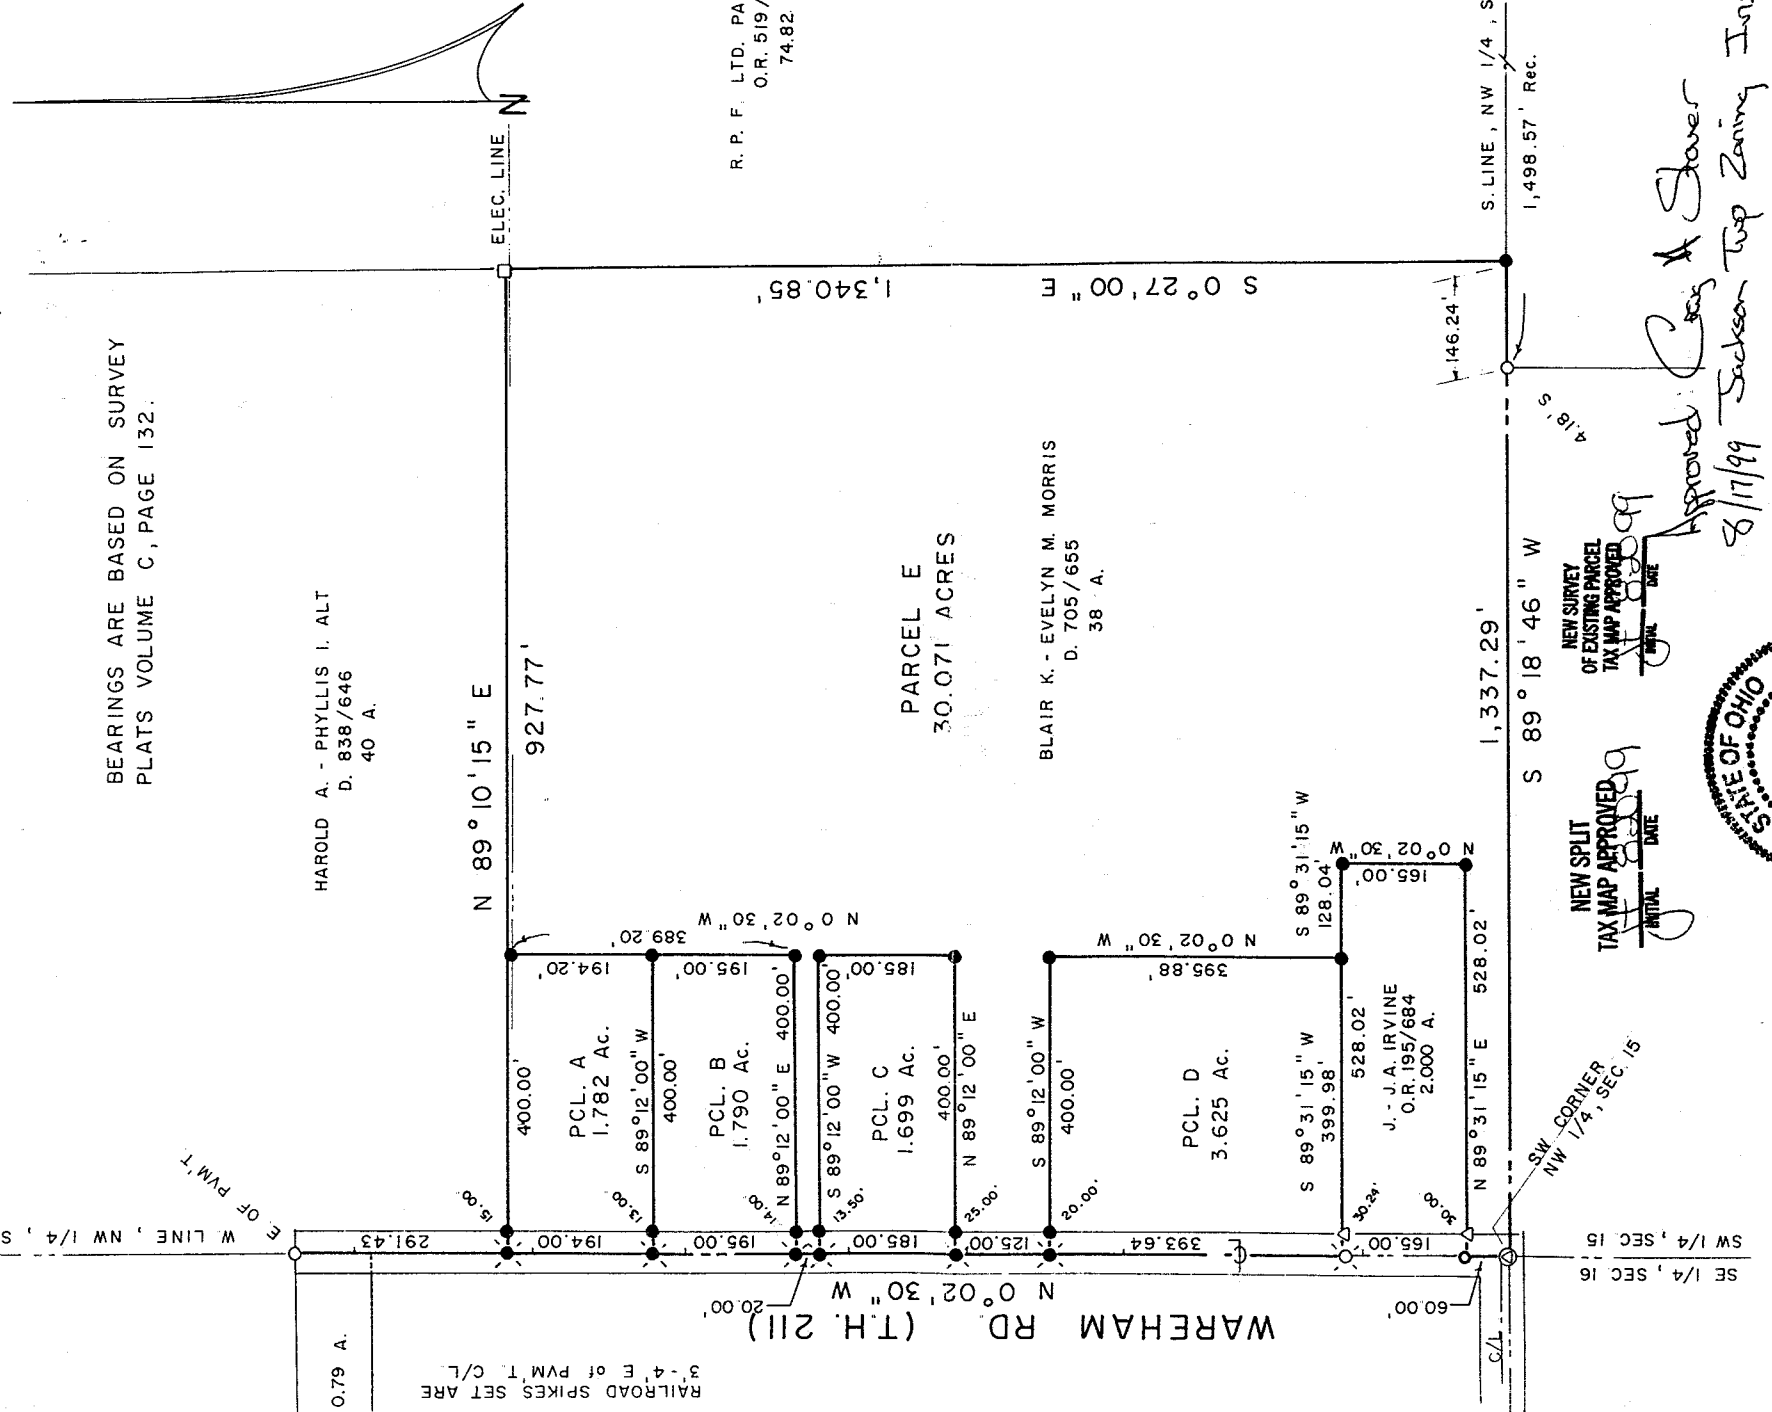 BEARINGS ARE BASED ON SURVEY
PLATS VOLUME C, PAGE 132.
HAROLD A. - PHYLLIS I. ALT
D. 838/646
40 A.
R. P. F. LTD. PA
O.R. 519/
74.82
N
ELEC. LINE
N 89°10'15" E
927.77'
1,340.85'
S 0°27'00" E
S. LINE, NW 1/4, S
1,498.57' Rec.
146.24'
4.18' S
PARCEL E
30.071 ACRES
BLAIR K. - EVELYN M. MORRIS
D. 705/655
38 A.
1,337.29'
S 89°18'46" W
400.00'
PCL. A
1.782 Ac.
194.20'
S 89°12'00" W
400.00'
389.20'
N 0°02'30" W
PCL. B
1.790 Ac.
195.00'
N 89°12'00" E 400.00'
S 89°12'00" W 400.00'
PCL. C
1.699 Ac.
185.00'
400.00'
N 89°12'00" E
S 89°12'00" W
400.00'
PCL. D
3.625 Ac.
395.88'
N 0°02'30" W
S 89°31'15" W
128.04'
S 89°31'15" W
399.98'
528.02'
J. - J.A. IRVINE
O.R. 195/684
2.000 A.
165.00'
N 0°02'30" W
N 89°31'15" E 528.02'
15.00'
13.00'
14.00'
13.50'
25.00'
20.00'
30.24'
30.00'
W. LINE, NW 1/4, S
E. OF PVM'T.
291.43'
194.00'
195.00'
185.00'
125.00'
393.64'
165.00'
20.00'
60.00'
N 0°02'30" W
WAREHAM RD. (T.H. 211)
RAILROAD SPIKES SET ARE
3'-4' E of PVM'T. C/L.
0.79 A.
C/L
SW CORNER
NW 1/4, SEC. 15
SW 1/4, SEC 15
SE 1/4, SEC 16
NEW SPLIT
TAX MAP APPROVED
INITIAL DATE
NEW SURVEY
OF EXISTING PARCEL
TAX MAP APPROVED
INITIAL DATE
STATE OF OHIO
Approved:
8/17/99 Jackson Twp Zoning